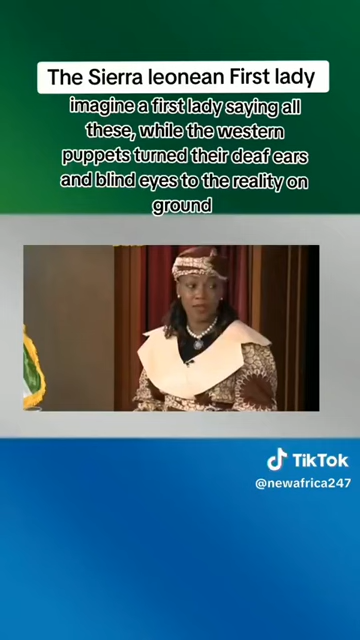 The Sierra leonean First lady
imagine a first lady saying all
these, while the western
puppets turned their deaf ears
and blind eyes to the reality on
ground
TikTok
@newafrica247